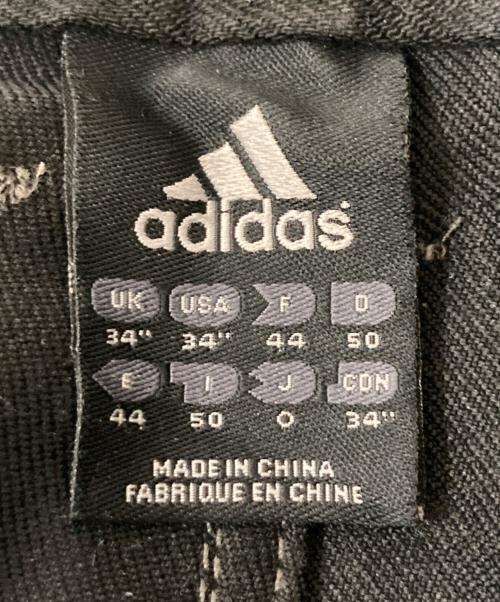 adidas
UK USA F D
34" 34" 44 50
E I J CDN
44 50 O 34"
MADE IN CHINA
FABRIQUE EN CHINE